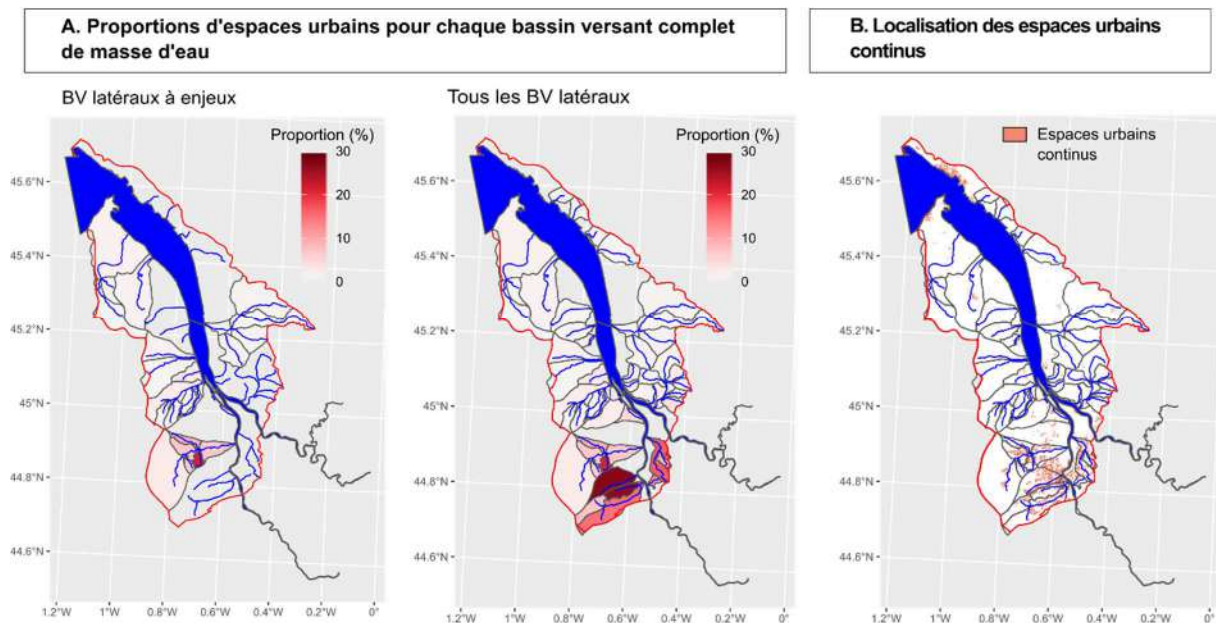 A. Proportions d'espaces urbains pour chaque bassin versant complet
de masse d'eau
B. Localisation des espaces urbains
continus
BV latéraux à enjeux
Proportion (%)
30
20
10
0
45.6°N
45.4°N
45.2°N
45°N
44.8°N
44.6°N
1.2°W 1°W 0.8°W 0.6°W 0.4°W 0.2°W 0°
Tous les BV latéraux
Proportion (%)
30
20
10
0
45.6°N
45.4°N
45.2°N
45°N
44.8°N
44.6°N
1.2°W 1°W 0.8°W 0.6°W 0.4°W 0.2°W 0°
Espaces urbains
continus
45.6°N
45.4°N
45.2°N
45°N
44.8°N
44.6°N
1.2°W 1°W 0.8°W 0.6°W 0.4°W 0.2°W 0°